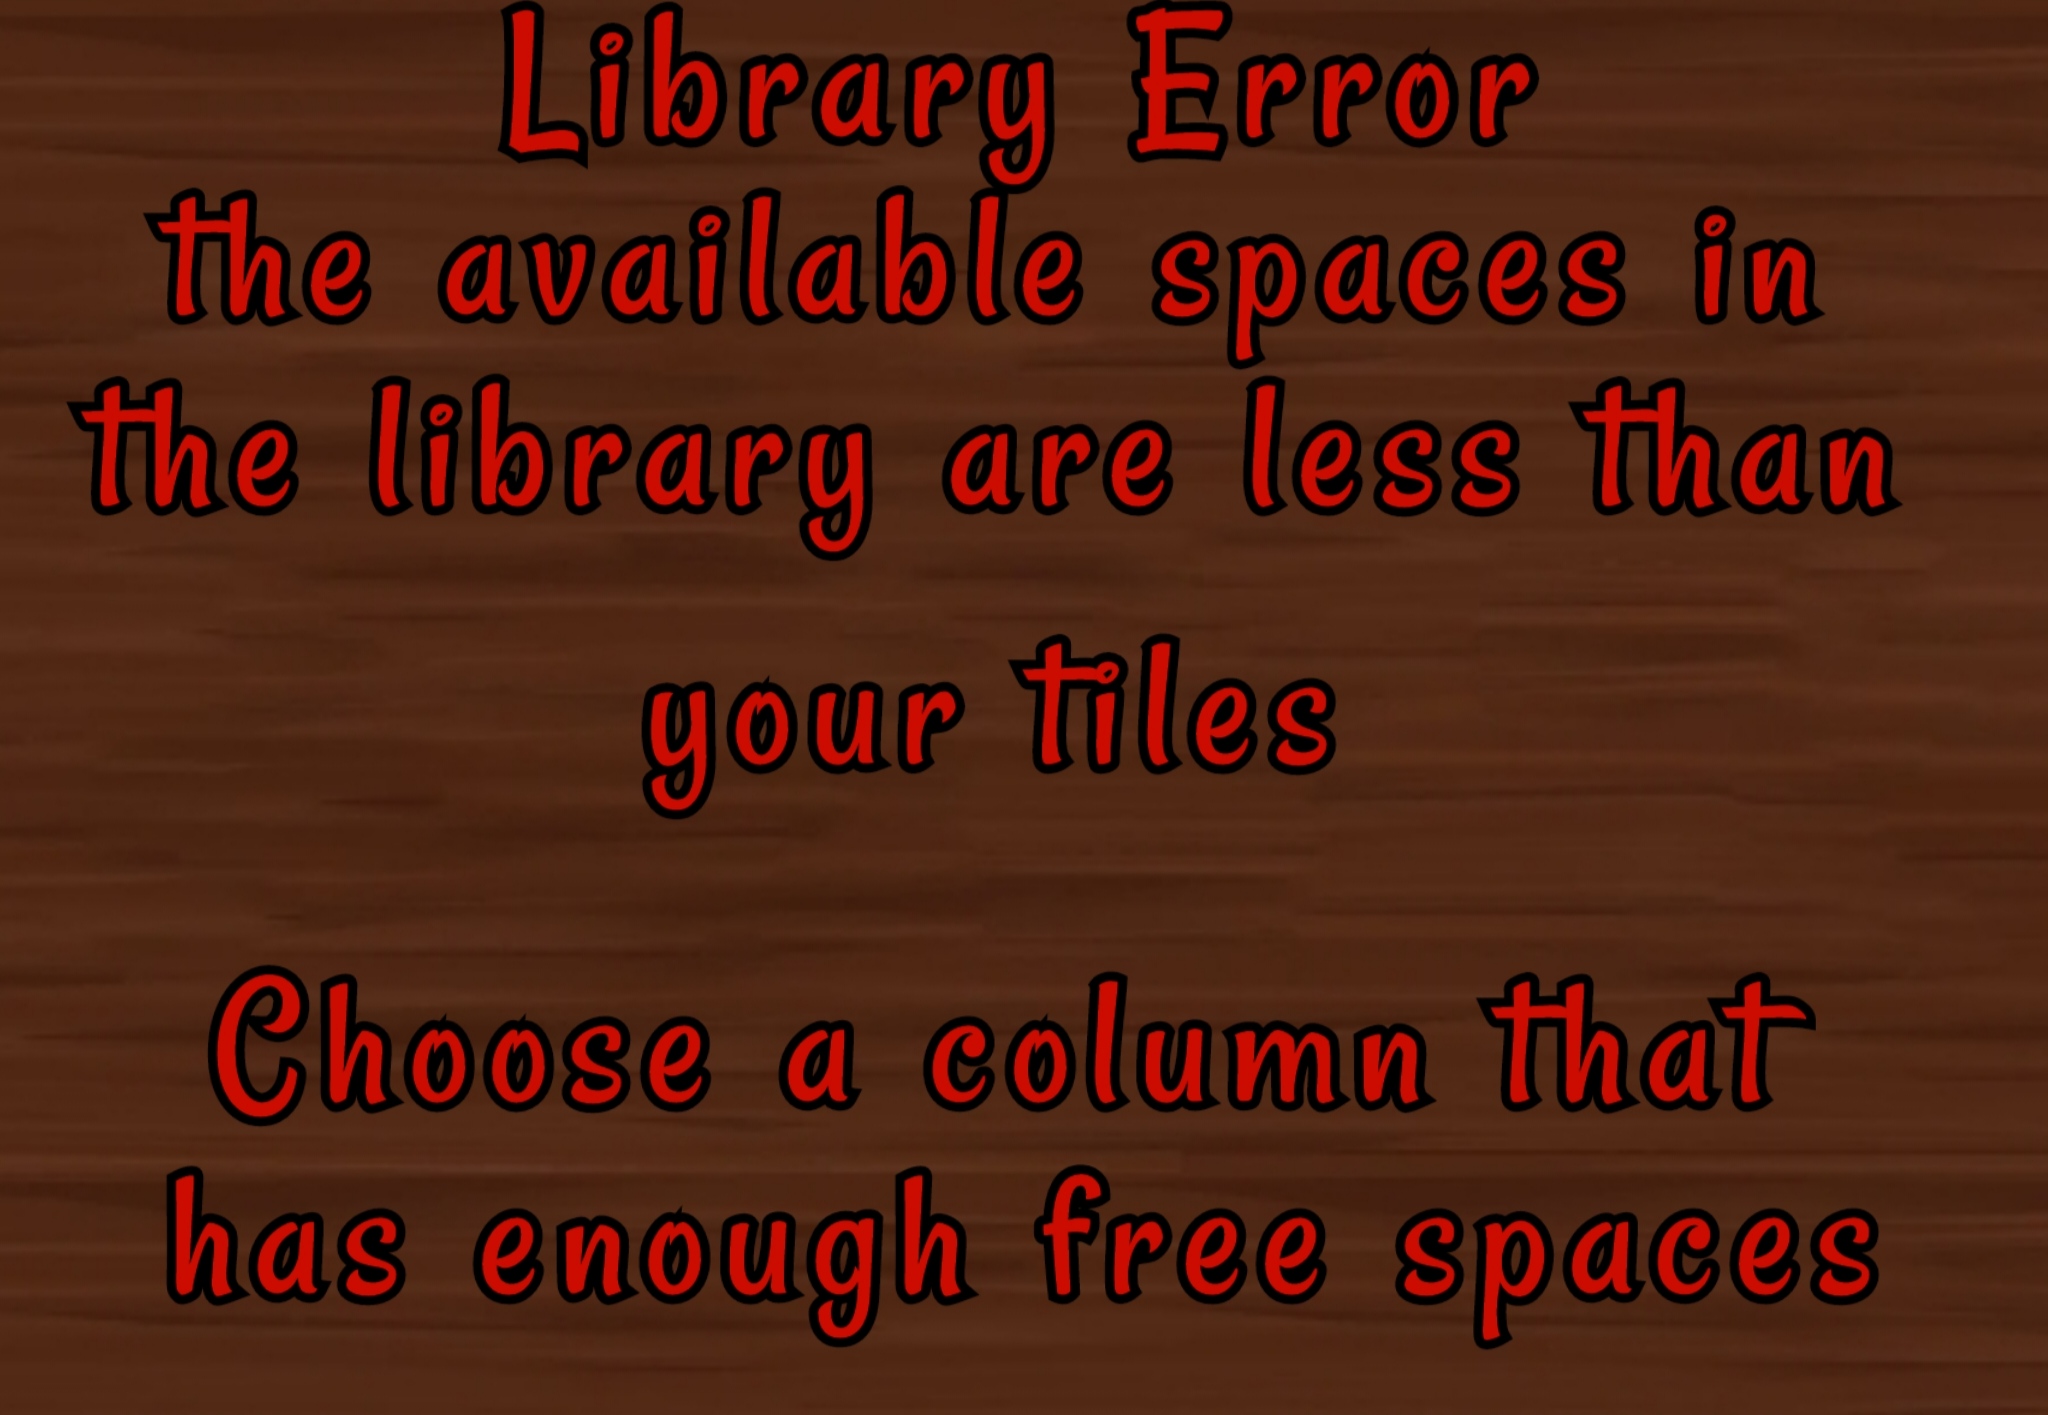 Library Error
the available spaces in
the library are less than
your tiles
Choose a column that
has enough free spaces